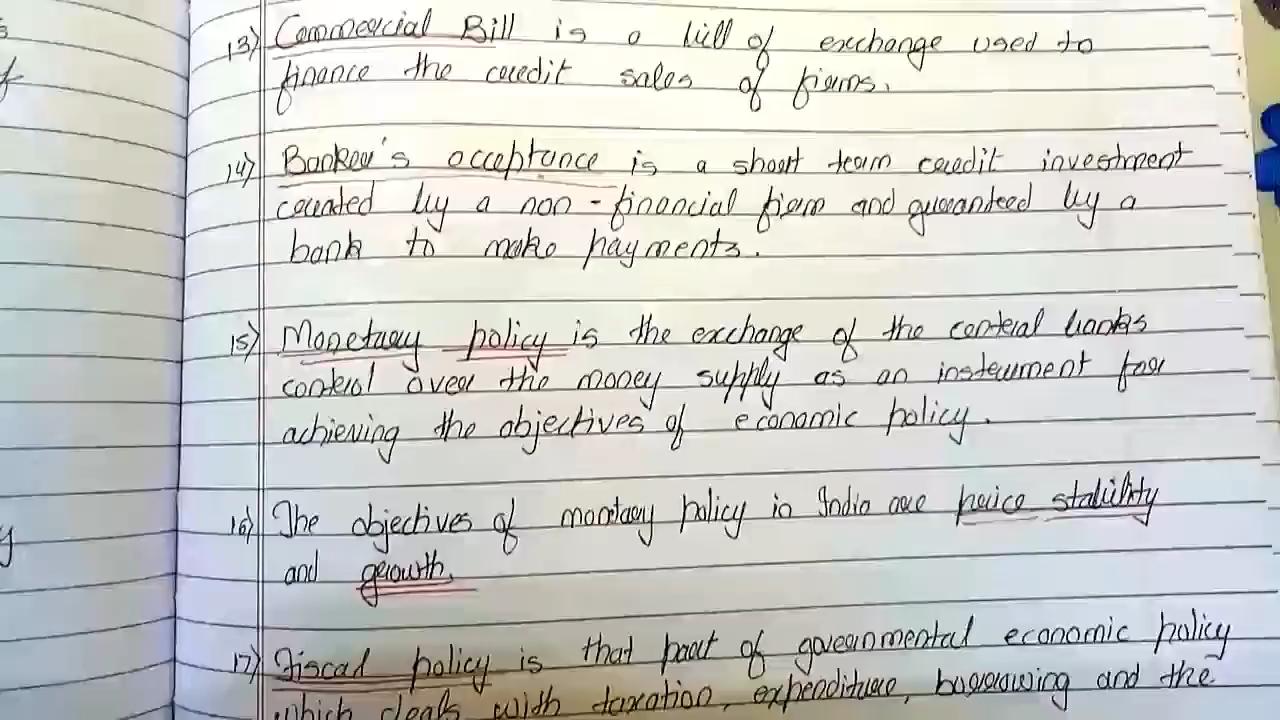 13) Commercial Bill is a bill of exchange used to
finance the credit sales of firms.
14) Banker's acceptance is a short team credit investment
created by a non-financial firm and guaranteed by a
bank to make payments.
15) Monetary policy is the exchange of the central banks
control over the money supply as an instrument for
achieving the objectives of economic policy.
16) The objectives of montary policy in India are price stability
and growth.
17) Fiscal policy is that part of governmental economic policy
which deals with taxation, expenditure, borrowing and the